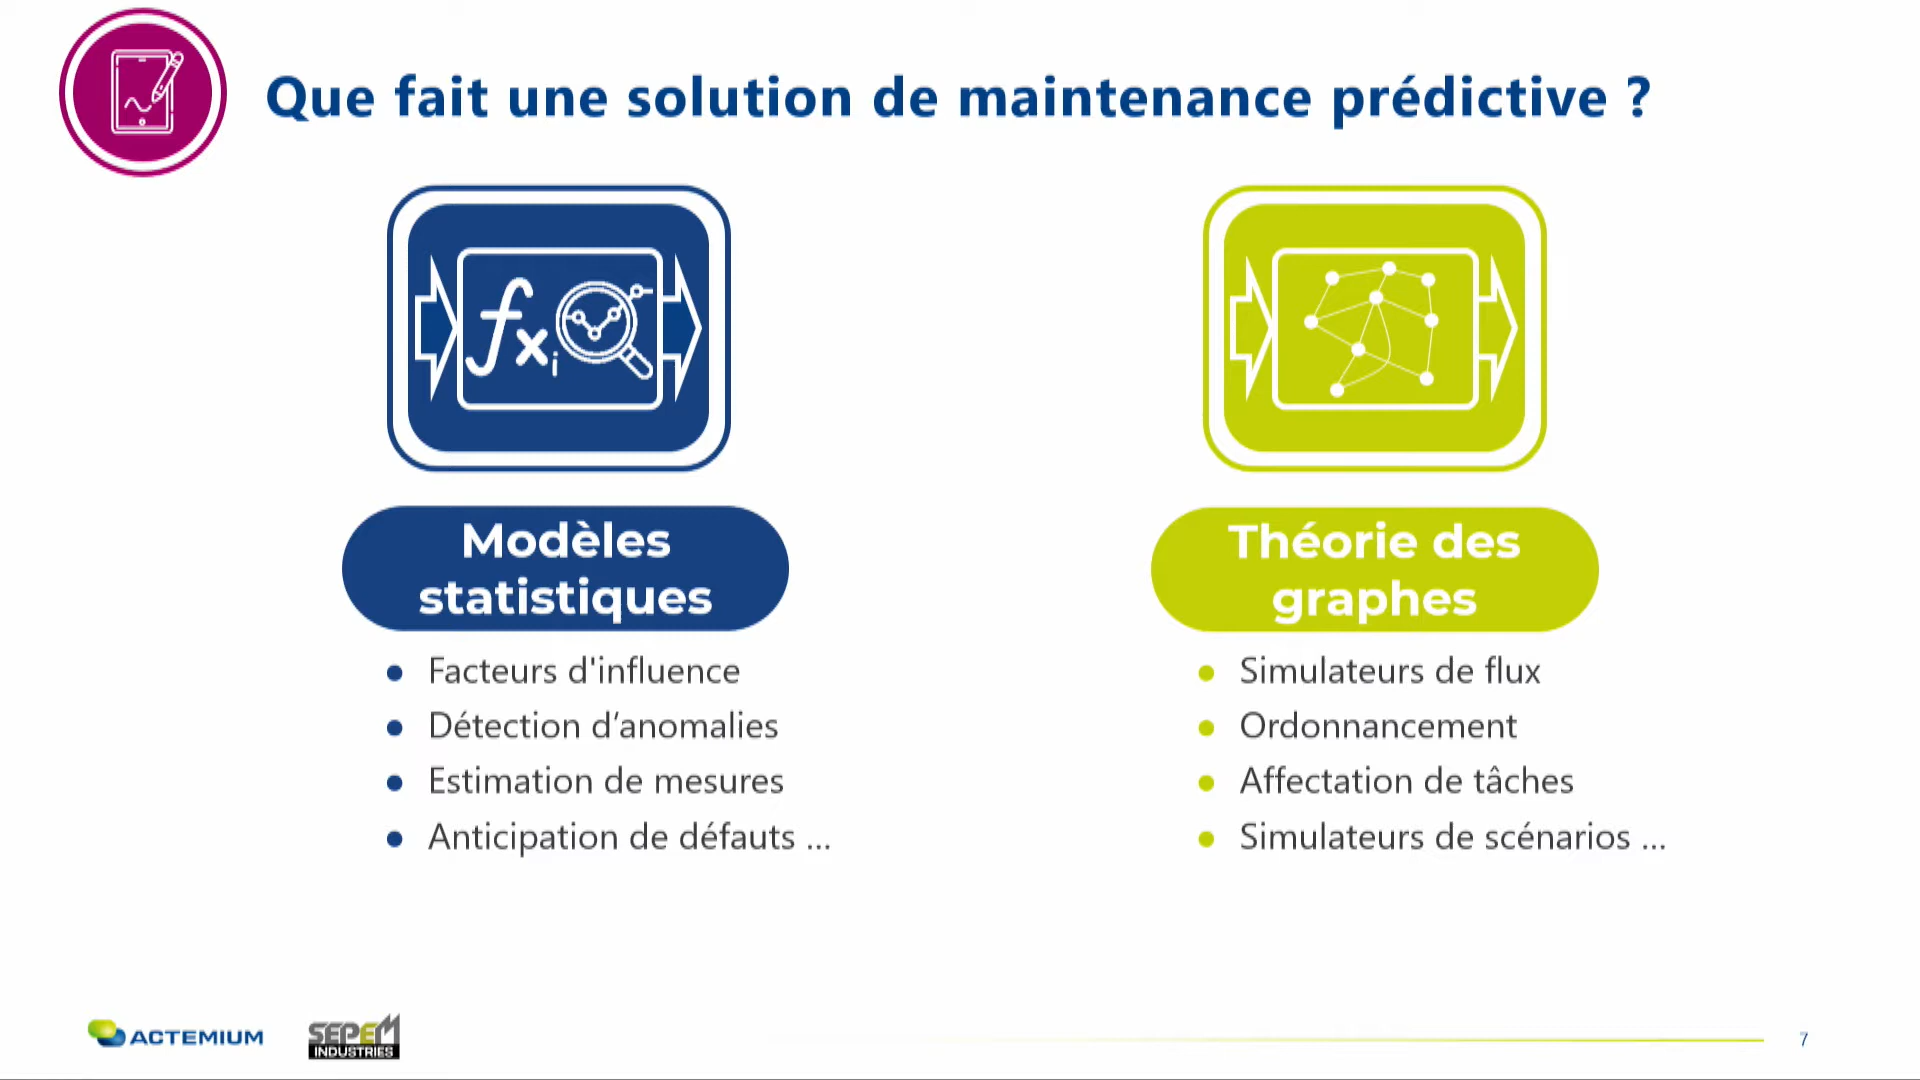 Que fait une solution de maintenance prédictive ?
fxi
Modèles
statistiques
Facteurs d'influence
Détection d’anomalies
Estimation de mesures
Anticipation de défauts ...
Théorie des
graphes
Simulateurs de flux
Ordonnancement
Affectation de tâches
Simulateurs de scénarios ...
ACTEMIUM
SEPEM
INDUSTRIES
7